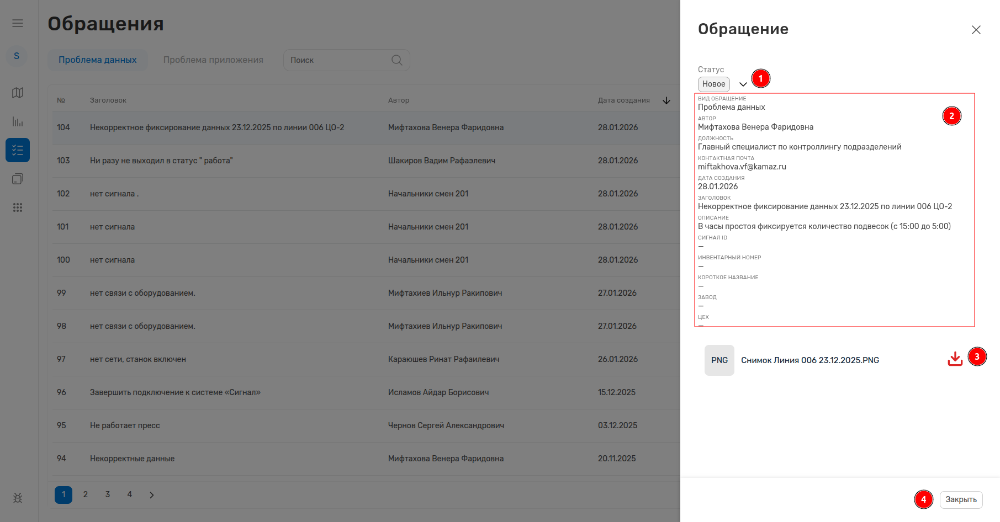 Обращения
S
Проблема данных
Проблема приложения
Поиск
№ Заголовок Автор Дата создания
104 Некорректное фиксирование данных 23.12.2025 по линии 006 ЦО-2 Мифтахова Венера Фаридовна 28.01.2026
103 Ни разу не выходил в статус " работа" Шакиров Вадим Рафаэлевич 28.01.2026
102 нет сигнала . Начальники смен 201 28.01.2026
101 нет сигнала Начальники смен 201 28.01.2026
100 нет сигнала Начальники смен 201 28.01.2026
99 нет связи с оборудованием. Мифтахиев Ильнур Ракипович 27.01.2026
98 нет связи с оборудованием. Мифтахиев Ильнур Ракипович 27.01.2026
97 нет сети, станок включен Караюшев Ринат Рафаилевич 26.01.2026
96 Завершить подключение к системе «Сигнал» Исламов Айдар Борисович 15.12.2025
95 Не работает пресс Чернов Сергей Александрович 03.12.2025
94 Некорректные данные Мифтахова Венера Фаридовна 20.11.2025
1 2 3 4
Обращение
Статус
Новое
1
ВИД ОБРАЩЕНИЕ
Проблема данных
2
АВТОР
Мифтахова Венера Фаридовна
ДОЛЖНОСТЬ
Главный специалист по контроллингу подразделений
КОНТАКТНАЯ ПОЧТА
miftakhova.vf@kamaz.ru
ДАТА СОЗДАНИЯ
28.01.2026
ЗАГОЛОВОК
Некорректное фиксирование данных 23.12.2025 по линии 006 ЦО-2
ОПИСАНИЕ
В часы простоя фиксируется количество подвесок (с 15:00 до 5:00)
СИГНАЛ ID
—
ИНВЕНТАРНЫЙ НОМЕР
—
КОРОТКОЕ НАЗВАНИЕ
—
ЗАВОД
—
ЦЕХ
—
PNG
Снимок Линия 006 23.12.2025.PNG
3
4
Закрыть